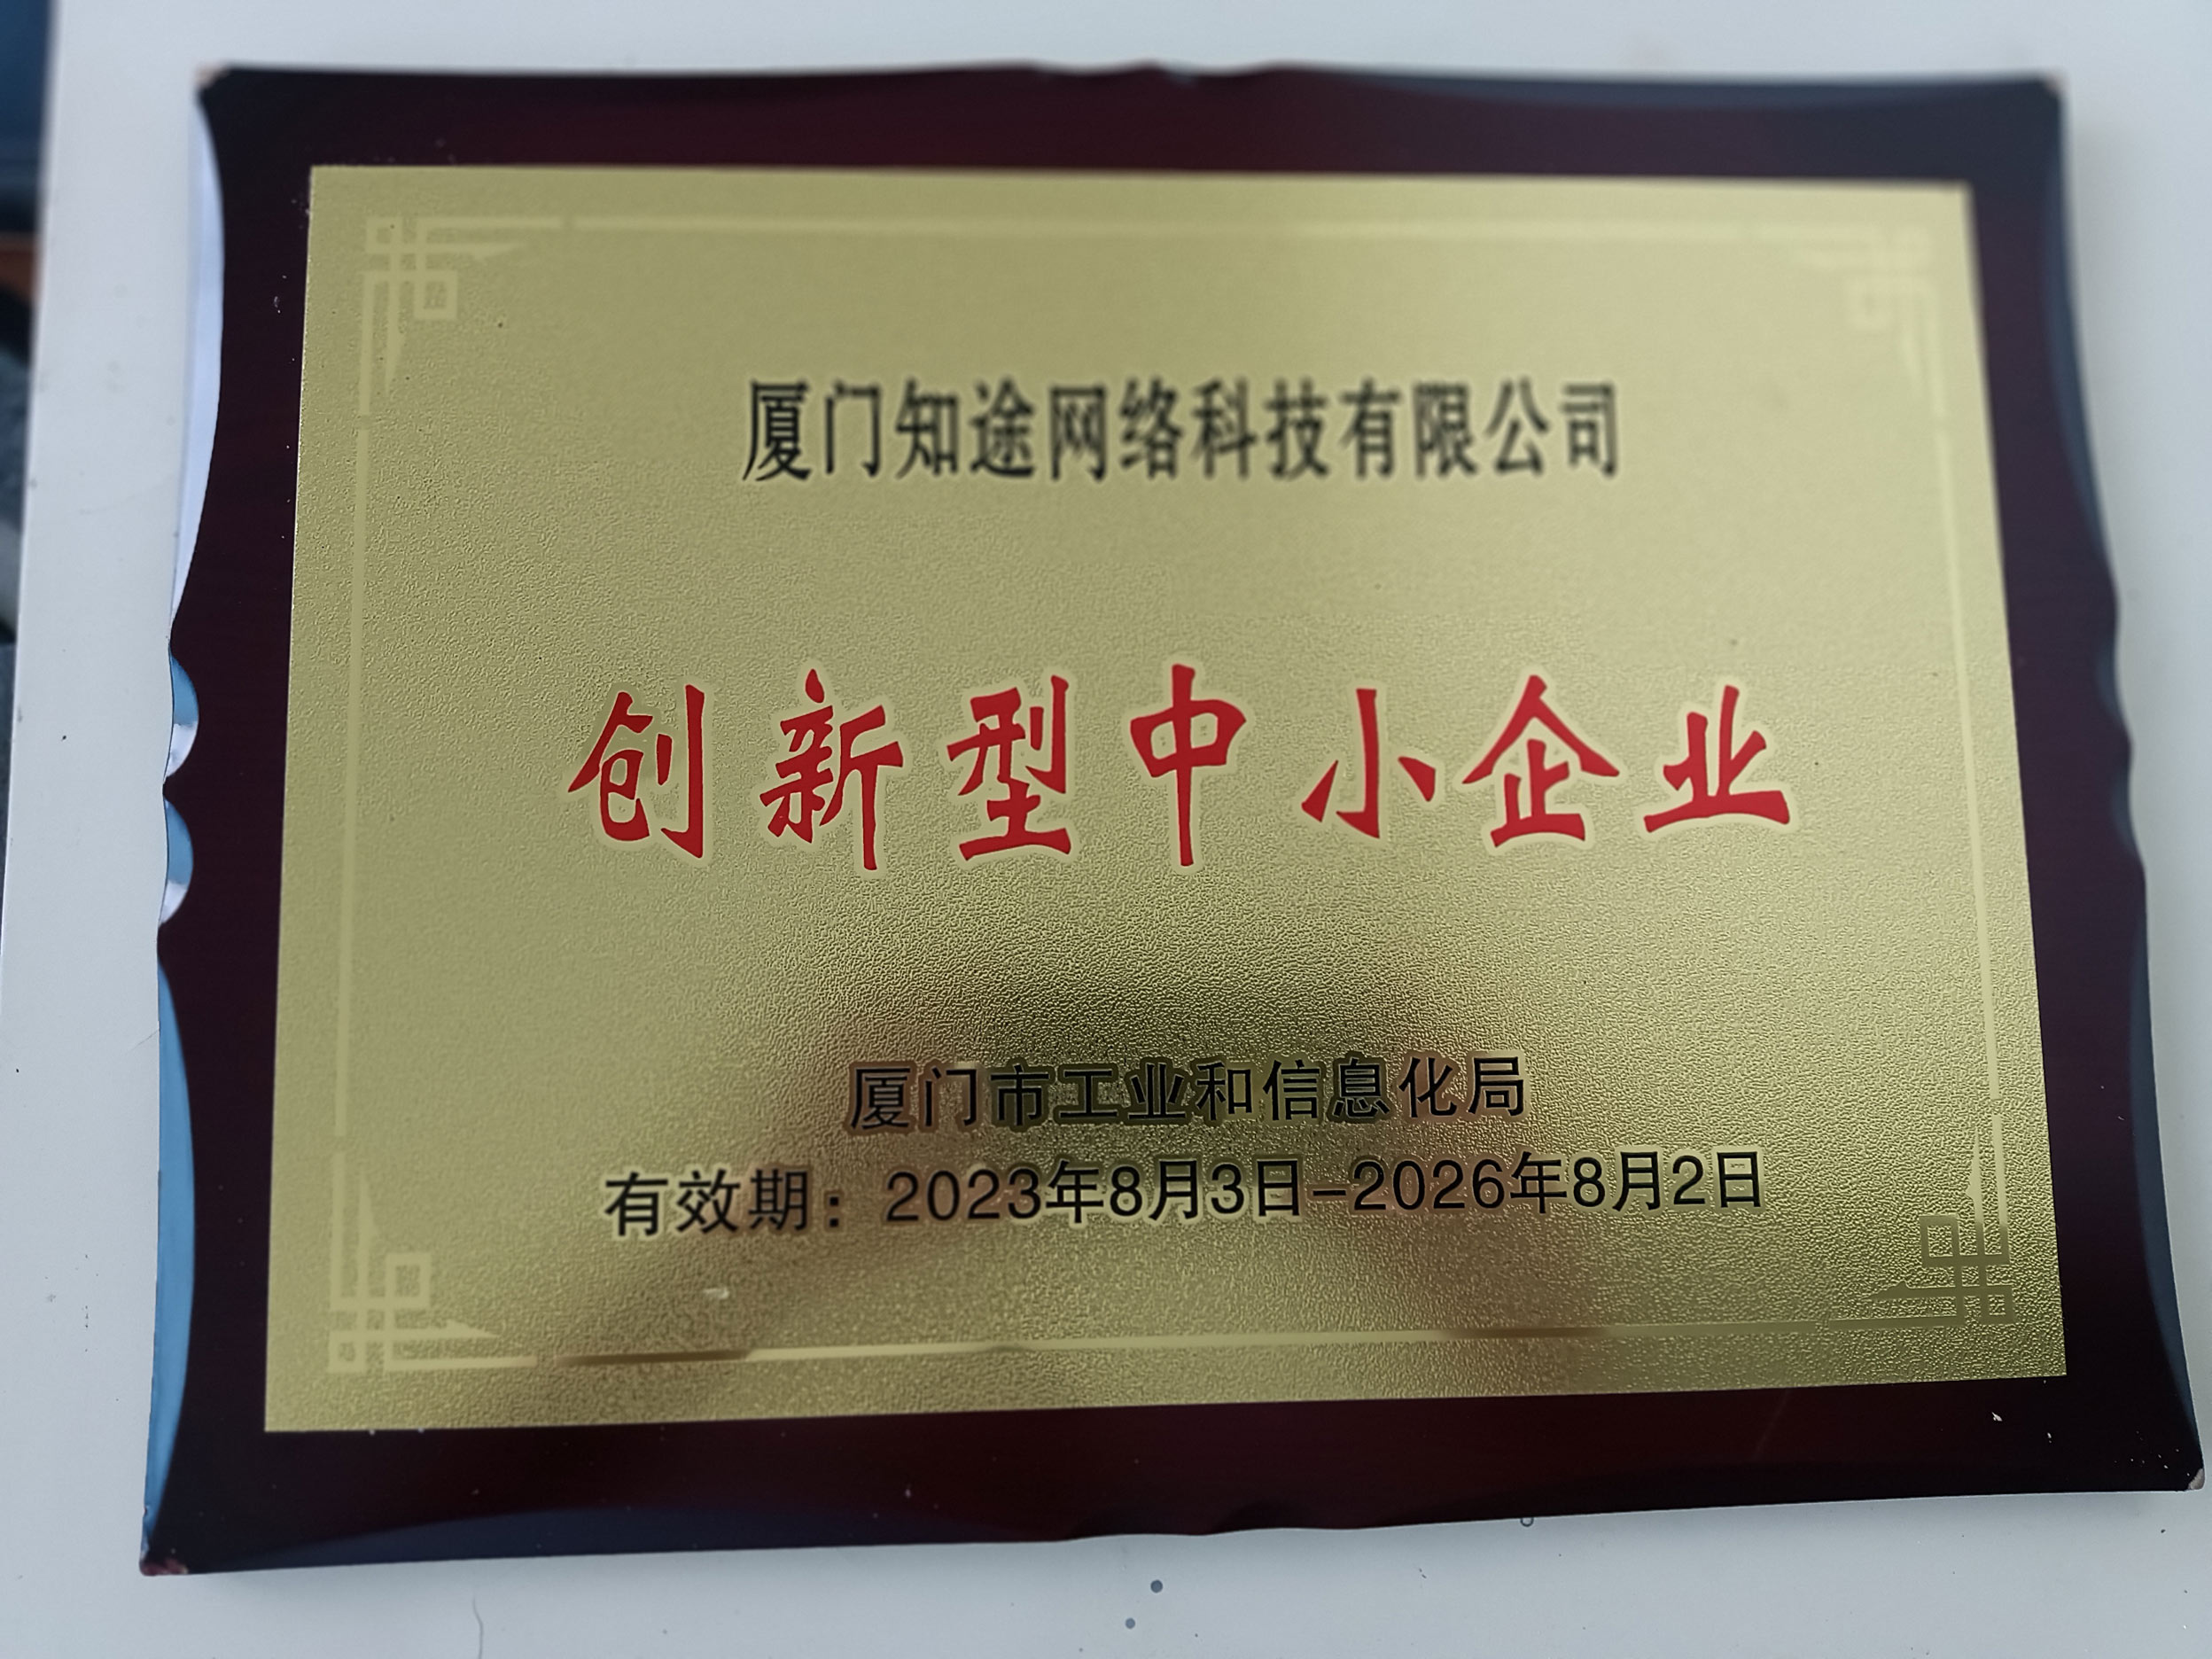 厦门知途网络科技有限公司
创新型中小企业
厦门市工业和信息化局
有效期：2023年8月3日-2026年8月2日